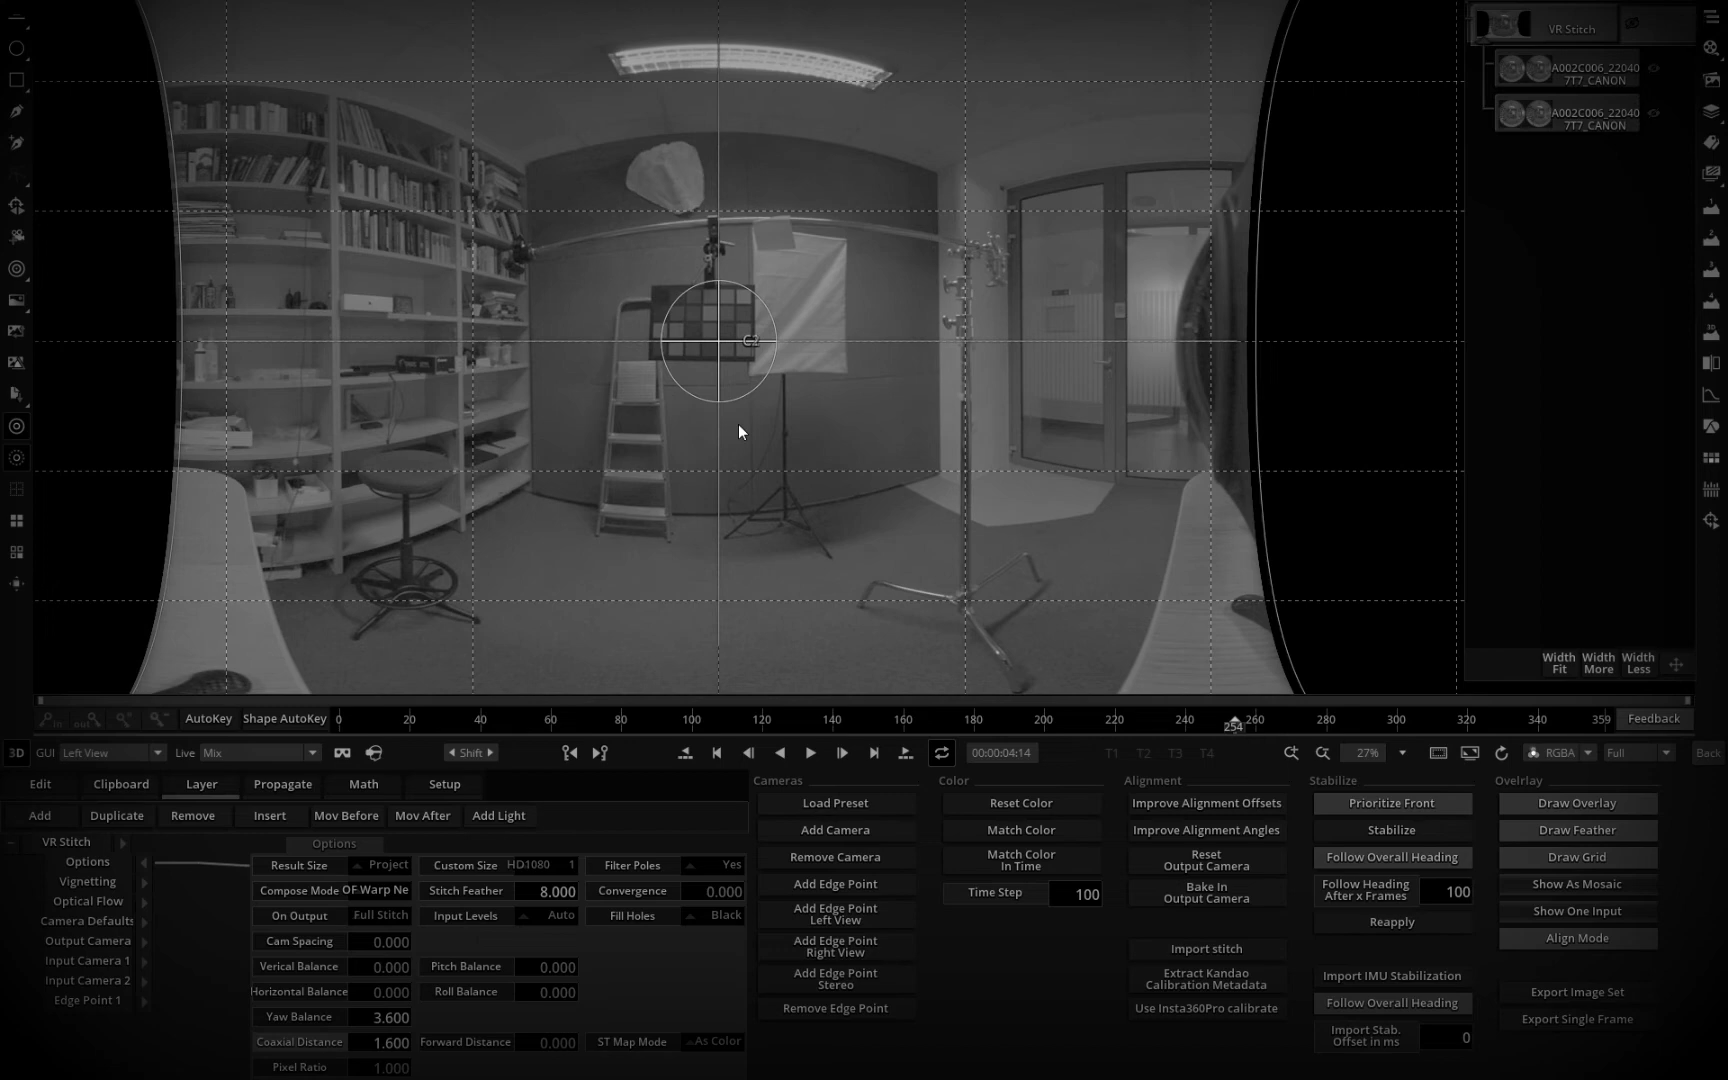 VR Stitch
A002C006_22040
7T7_CANON
A002C006_22040
7T7_CANON
C2
Width Fit
Width More
Width Less
in
out
AutoKey
Shape AutoKey
0 20 40 60 80 100 120 140 160 180 200 220 240 254 260 280 300 320 340 359
Feedback
3D GUI Left View Live Mix Shift 00:00:04:14 T1 T2 T3 T4 27% RGBA Full Back
Edit Clipboard Layer Propagate Math Setup
Add Duplicate Remove Insert Mov Before Mov After Add Light
VR Stitch
Options
Vignetting
Optical Flow
Camera Defaults
Output Camera
Input Camera 1
Input Camera 2
Edge Point 1
Options
Result Size Project Custom Size HD1080 1 Filter Poles Yes
Compose Mode OF Warp Ne Stitch Feather 8.000 Convergence 0.000
On Output Full Stitch Input Levels Auto Fill Holes Black
Cam Spacing 0.000
Verical Balance 0.000 Pitch Balance 0.000
Horizontal Balance 0.000 Roll Balance 0.000
Yaw Balance 3.600
Coaxial Distance 1.600 Forward Distance 0.000 ST Map Mode As Color
Pixel Ratio 1.000
Cameras
Load Preset
Add Camera
Remove Camera
Add Edge Point
Add Edge Point
Left View
Add Edge Point
Right View
Add Edge Point
Stereo
Remove Edge Point
Color
Reset Color
Match Color
Match Color
In Time
Time Step 100
Alignment
Improve Alignment Offsets
Improve Alignment Angles
Reset
Output Camera
Bake In
Output Camera
Import stitch
Extract Kandao
Calibration Metadata
Use Insta360Pro calibrate
Stabilize
Prioritize Front
Stabilize
Follow Overall Heading
Follow Heading
After x Frames 100
Reapply
Import IMU Stabilization
Follow Overall Heading
Import Stab.
Offset in ms 0
Ovelrlay
Draw Overlay
Draw Feather
Draw Grid
Show As Mosaic
Show One Input
Align Mode
Export Image Set
Export Single Frame